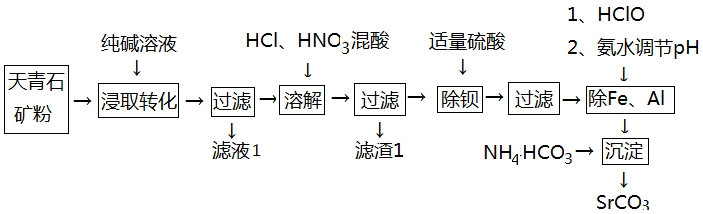 1、HClO
纯碱溶液
HCl、HNO₃混酸
适量硫酸
2、氨水调节pH
天青石
矿粉
浸取转化
过滤
溶解
过滤
除钡
过滤
除Fe、Al
滤液1
滤渣1
NH₄·HCO₃
沉淀
SrCO₃